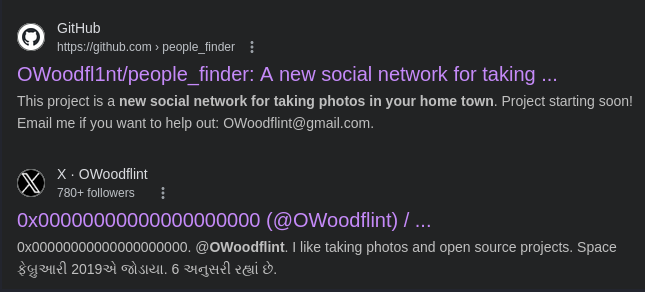 GitHub
https://github.com › people_finder
OWoodfl1nt/people_finder: A new social network for taking ...
This project is a new social network for taking photos in your home town. Project starting soon!
Email me if you want to help out: OWoodflint@gmail.com.
X · OWoodflint
780+ followers
0x00000000000000000000 (@OWoodflint) / ...
0x00000000000000000000. @OWoodflint. I like taking photos and open source projects. Space
ફેબ્રુઆરી 2019એ જોડાયા. 6 અનુસરી રહ્યાં છે.